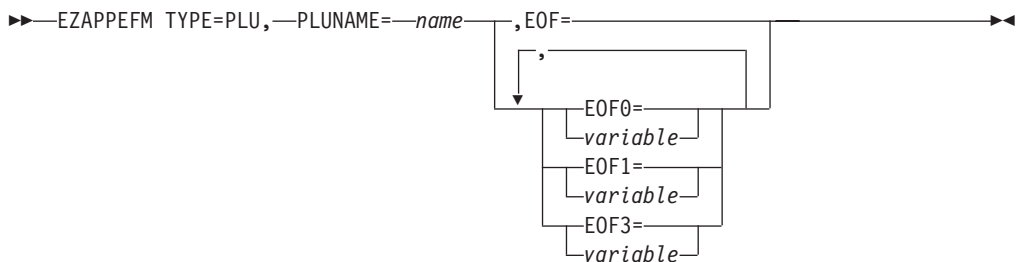 EZAPPEFM TYPE=PLU, PLUNAME= name ,EOF=
,
EOF0=
variable
EOF1=
variable
EOF3=
variable